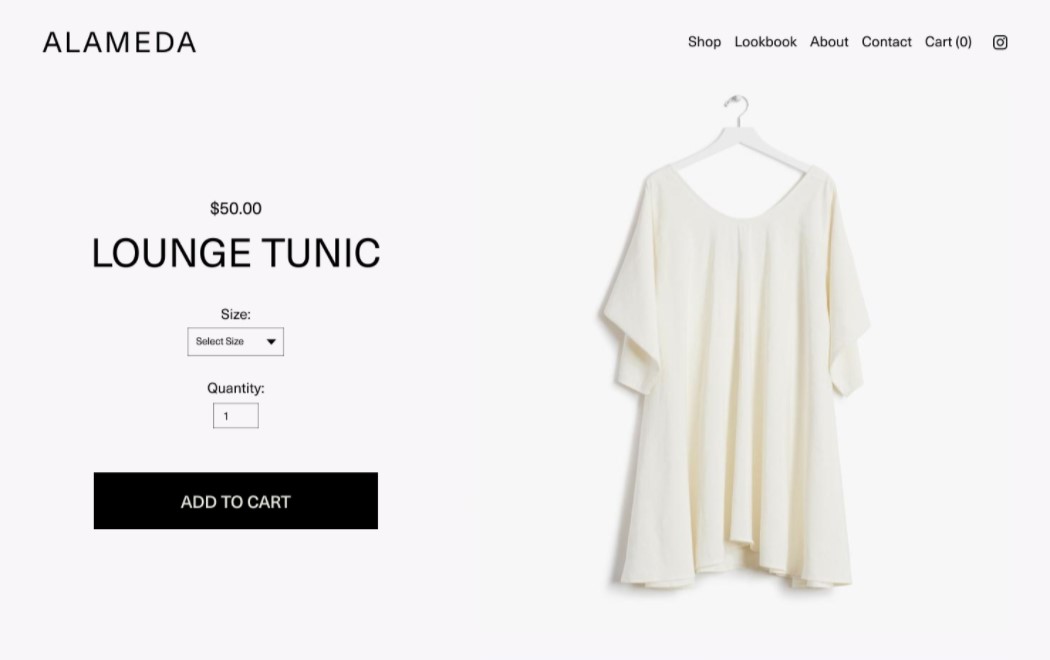 ALAMEDA
Shop Lookbook About Contact Cart (0)
$50.00
LOUNGE TUNIC
Size:
Select Size
Quantity:
1
ADD TO CART